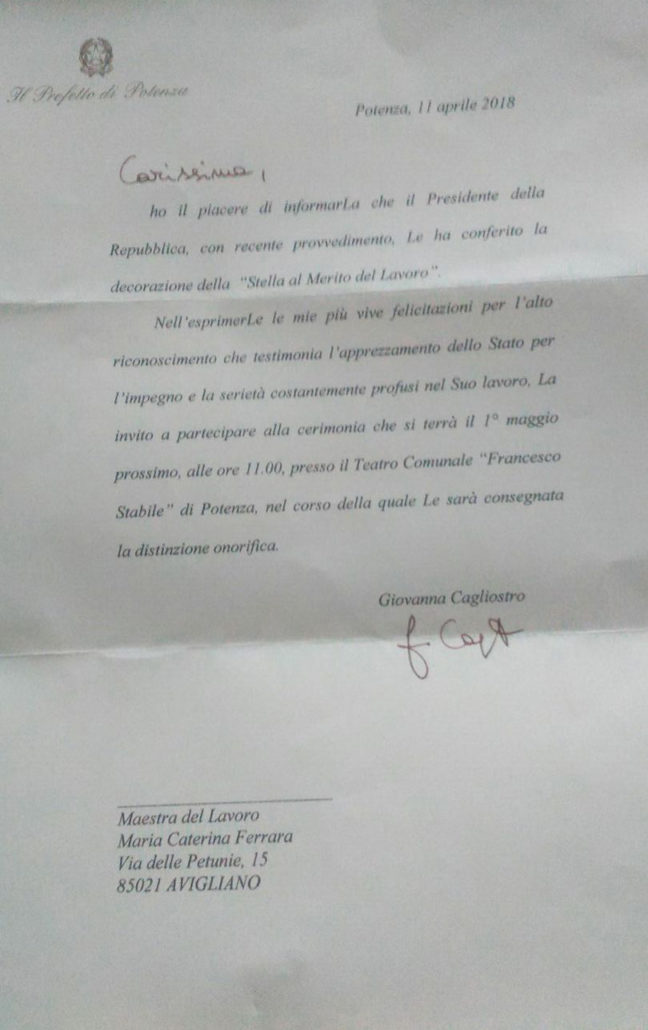 Il Prefetto di Potenza
Potenza, 11 aprile 2018
Carissima,
ho il piacere di informarLa che il Presidente della
Repubblica, con recente provvedimento, Le ha conferito la
decorazione della “Stella al Merito del Lavoro”.
Nell’esprimerLe le mie più vive felicitazioni per l’alto
riconoscimento che testimonia l’apprezzamento dello Stato per
l’impegno e la serietà costantemente profusi nel Suo lavoro, La
invito a partecipare alla cerimonia che si terrà il 1° maggio
prossimo, alle ore 11.00, presso il Teatro Comunale “Francesco
Stabile” di Potenza, nel corso della quale Le sarà consegnata
la distinzione onorifica.
Giovanna Cagliostro
Maestra del Lavoro
Maria Caterina Ferrara
Via delle Petunie, 15
85021 AVIGLIANO